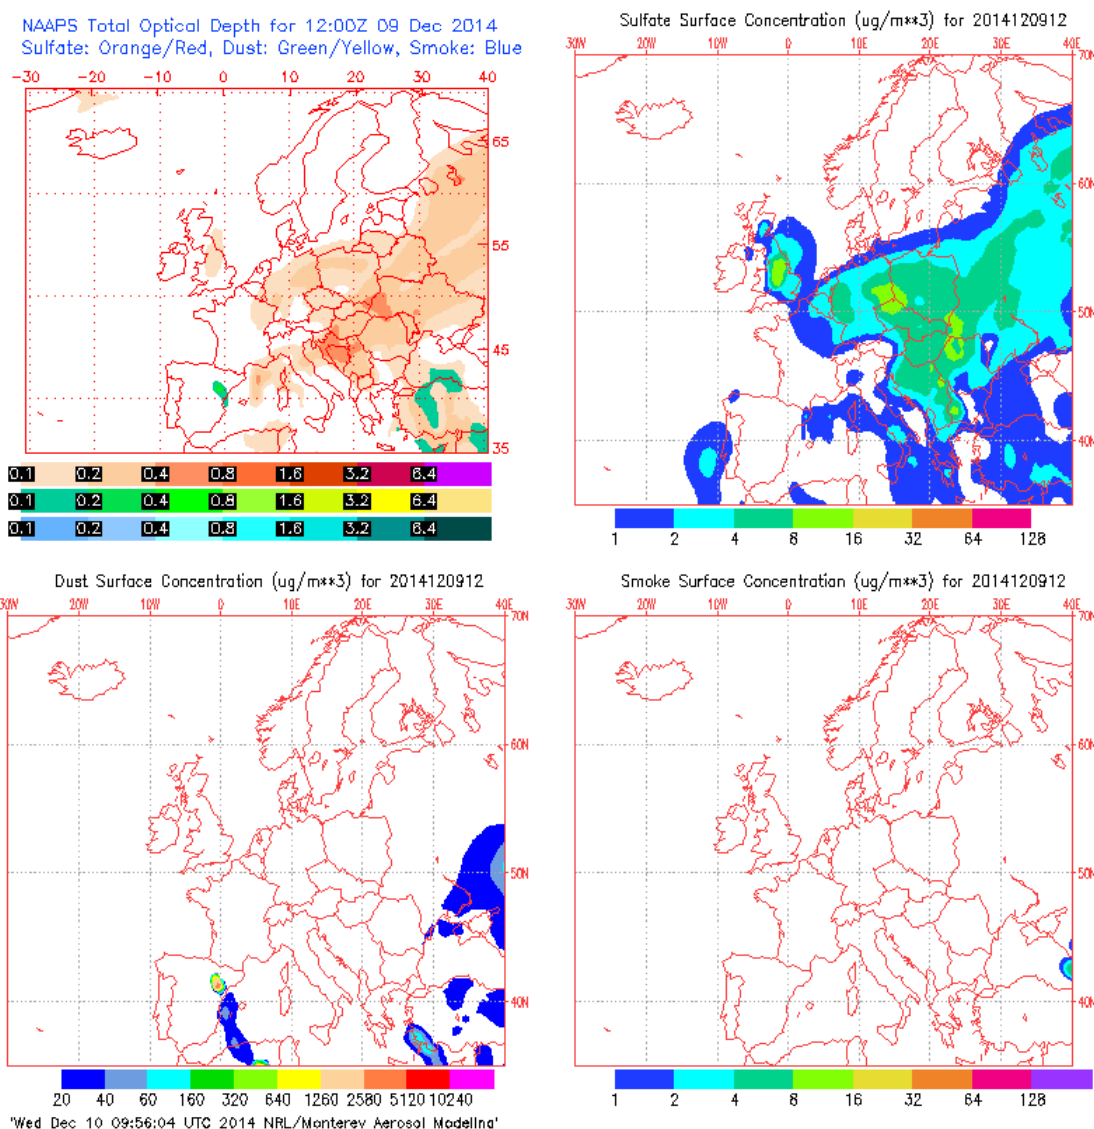 NAAPS Total Optical Depth for 12:00Z 09 Dec 2014
Sulfate: Orange/Red, Dust: Green/Yellow, Smoke: Blue
-30 -20 -10 0 10 20 30 40
65
55
45
35
0.1 0.2 0.4 0.8 1.6 3.2 6.4
0.1 0.2 0.4 0.8 1.6 3.2 6.4
0.1 0.2 0.4 0.8 1.6 3.2 6.4
Sulfate Surface Concentration (ug/m**3) for 2014120912
30W 20W 10W 0 10E 20E 30E 40E
70N
60N
50N
40N
1 2 4 8 16 32 64 128
Dust Surface Concentration (ug/m**3) for 2014120912
30W 20W 10W 0 10E 20E 30E 40E
70N
60N
50N
40N
20 40 60 160 320 640 1260 2580 5120 10240
'Wed Dec 10 09:56:04 UTC 2014 NRL/Monterey Aerosol Modeling'
Smoke Surface Concentration (ug/m**3) for 2014120912
30W 20W 10W 0 10E 20E 30E 40E
70N
60N
50N
40N
1 2 4 8 16 32 64 128